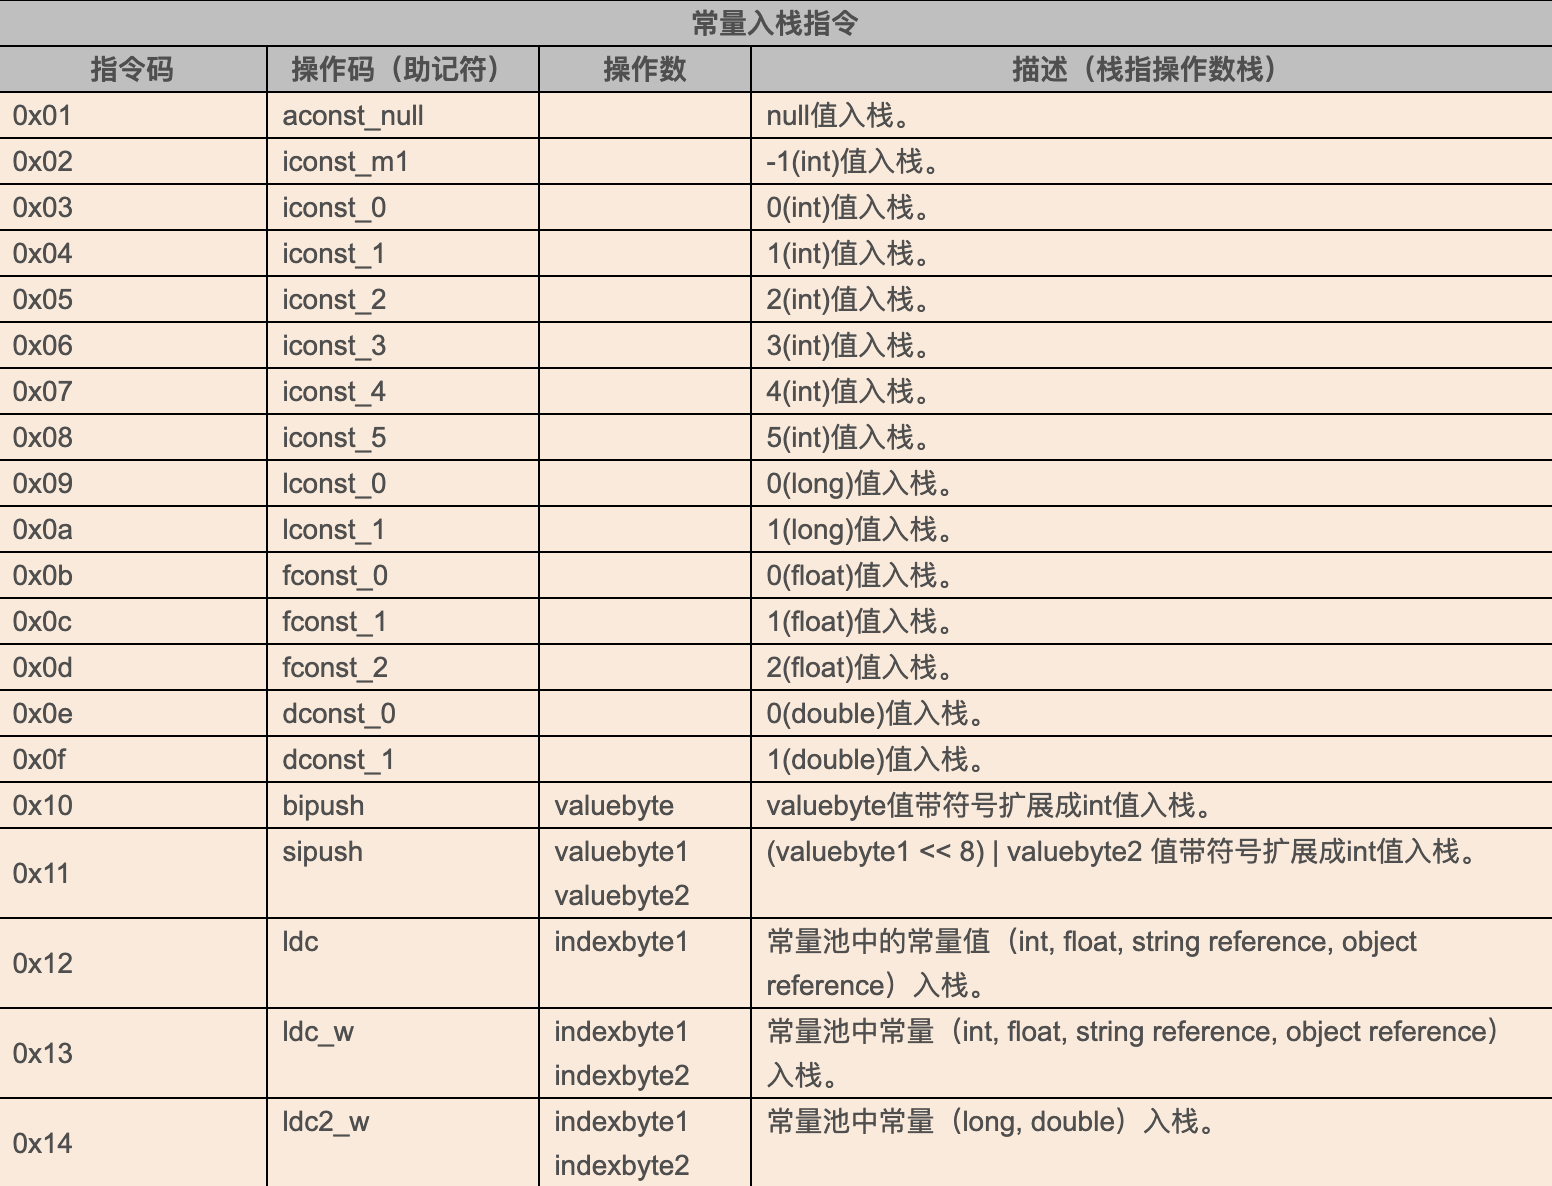 常量入栈指令
指令码 操作码（助记符） 操作数 描述（栈指操作数栈）
0x01 aconst_null null值入栈。
0x02 iconst_m1 -1(int)值入栈。
0x03 iconst_0 0(int)值入栈。
0x04 iconst_1 1(int)值入栈。
0x05 iconst_2 2(int)值入栈。
0x06 iconst_3 3(int)值入栈。
0x07 iconst_4 4(int)值入栈。
0x08 iconst_5 5(int)值入栈。
0x09 lconst_0 0(long)值入栈。
0x0a lconst_1 1(long)值入栈。
0x0b fconst_0 0(float)值入栈。
0x0c fconst_1 1(float)值入栈。
0x0d fconst_2 2(float)值入栈。
0x0e dconst_0 0(double)值入栈。
0x0f dconst_1 1(double)值入栈。
0x10 bipush valuebyte valuebyte值带符号扩展成int值入栈。
0x11 sipush valuebyte1 (valuebyte1 << 8) | valuebyte2 值带符号扩展成int值入栈。
valuebyte2
0x12 ldc indexbyte1 常量池中的常量值（int, float, string reference, object
reference）入栈。
0x13 ldc_w indexbyte1 常量池中常量（int, float, string reference, object reference）
indexbyte2 入栈。
0x14 ldc2_w indexbyte1 常量池中常量（long, double）入栈。
indexbyte2